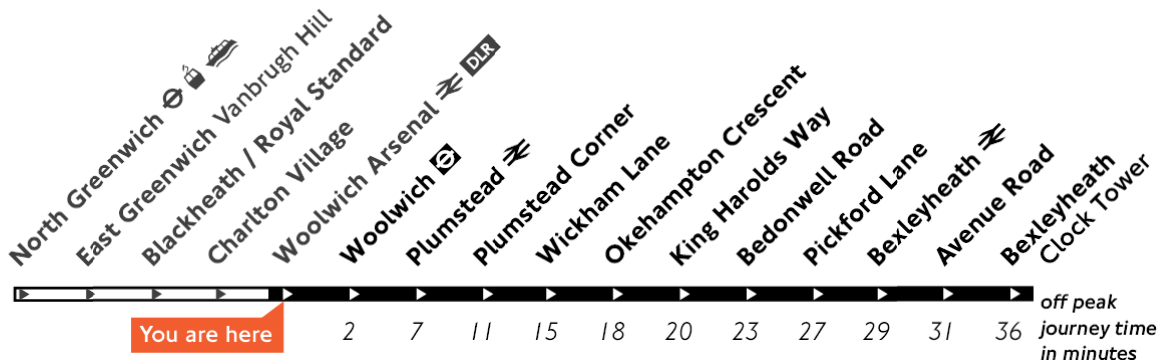 North Greenwich
East Greenwich Vanbrugh Hill
Blackheath / Royal Standard
Charlton Village
Woolwich Arsenal DLR
Woolwich
Plumstead
Plumstead Corner
Wickham Lane
Okehampton Crescent
King Harolds Way
Bedonwell Road
Pickford Lane
Bexleyheath
Avenue Road
Bexleyheath
Clock Tower
You are here
2 7 11 15 18 20 23 27 29 31 36
off peak
journey time
in minutes